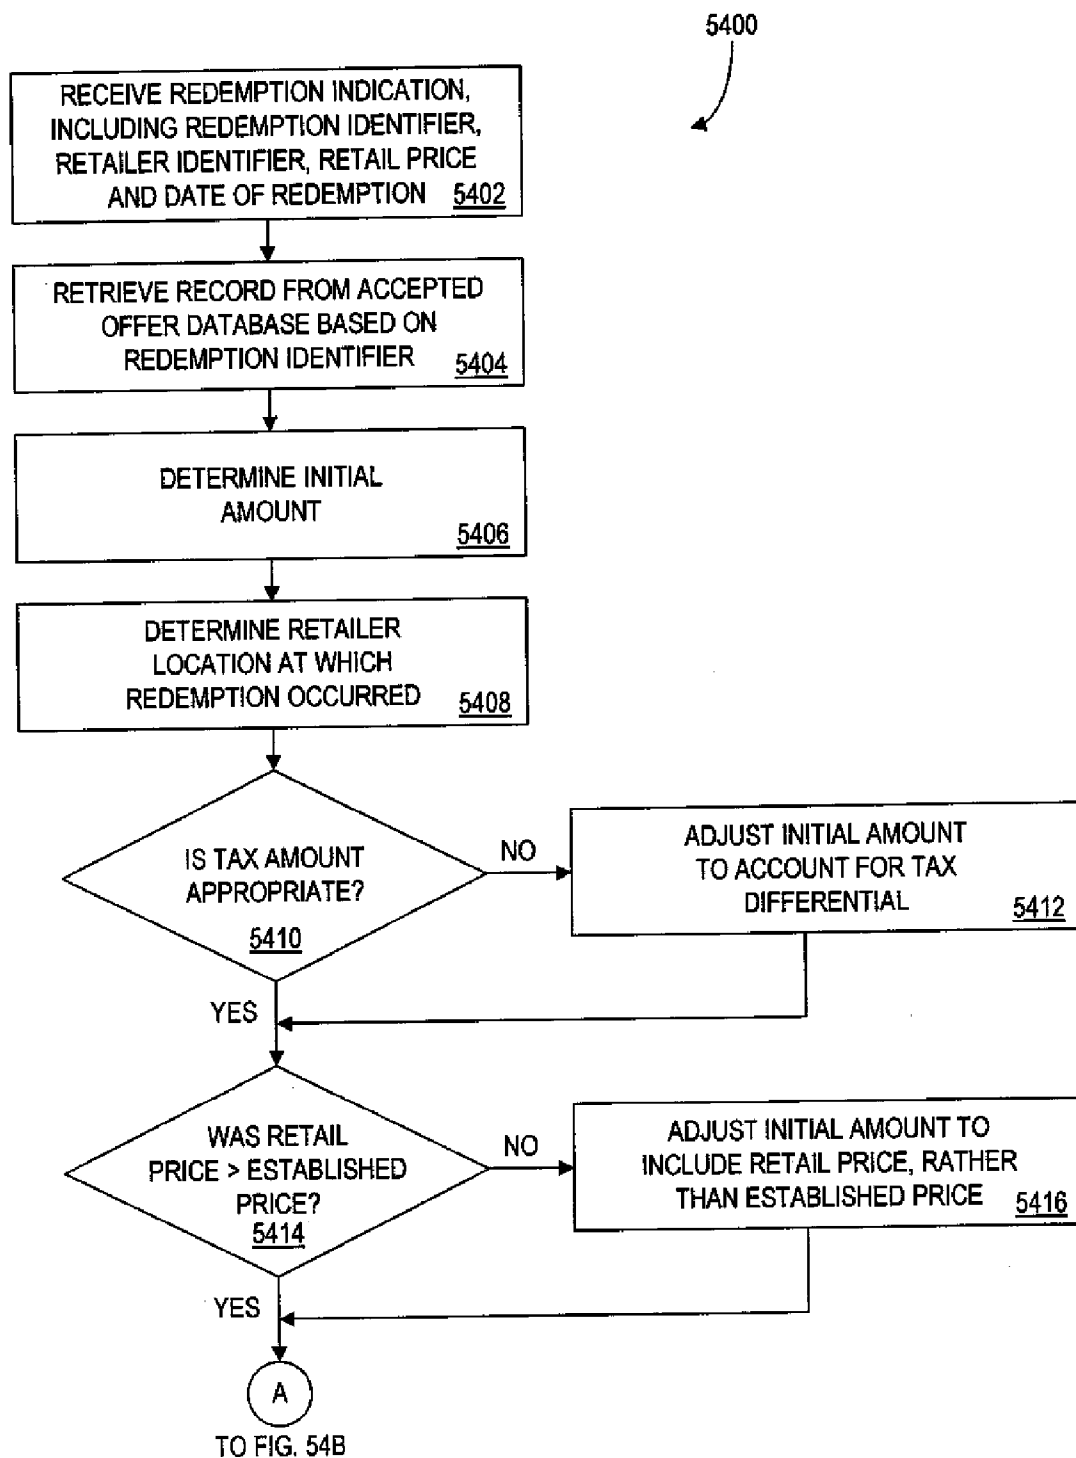 5400
RECEIVE REDEMPTION INDICATION,
INCLUDING REDEMPTION IDENTIFIER,
RETAILER IDENTIFIER, RETAIL PRICE
AND DATE OF REDEMPTION 5402
RETRIEVE RECORD FROM ACCEPTED
OFFER DATABASE BASED ON
REDEMPTION IDENTIFIER 5404
DETERMINE INITIAL
AMOUNT
5406
DETERMINE RETAILER
LOCATION AT WHICH
REDEMPTION OCCURRED 5408
IS TAX AMOUNT
APPROPRIATE?
5410
NO
ADJUST INITIAL AMOUNT
TO ACCOUNT FOR TAX
DIFFERENTIAL 5412
YES
WAS RETAIL
PRICE > ESTABLISHED
PRICE?
5414
NO
ADJUST INITIAL AMOUNT TO
INCLUDE RETAIL PRICE, RATHER
THAN ESTABLISHED PRICE 5416
YES
A
TO FIG. 54B